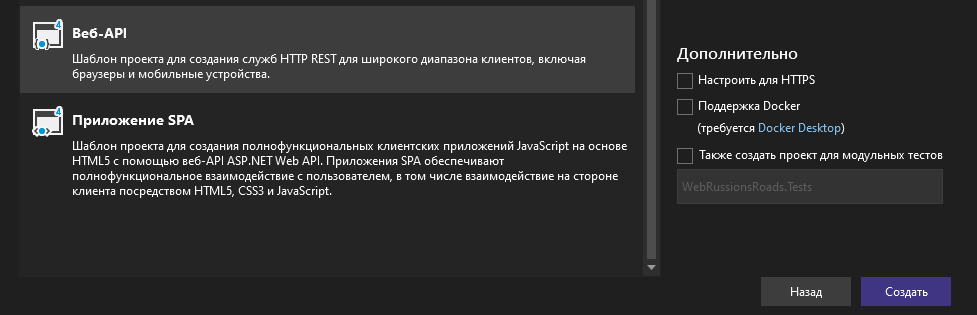 Веб-API
Шаблон проекта для создания служб HTTP REST для широкого диапазона клиентов, включая
браузеры и мобильные устройства.
Приложение SPA
Шаблон проекта для создания полнофункциональных клиентских приложений JavaScript на основе
HTML5 с помощью веб-API ASP.NET Web API. Приложения SPA обеспечивают
полнофункциональное взаимодействие с пользователем, в том числе взаимодействие на стороне
клиента посредством HTML5, CSS3 и JavaScript.
Дополнительно
Настроить для HTTPS
Поддержка Docker
(требуется Docker Desktop)
Также создать проект для модульных тестов
WebRussionsRoads.Tests
Назад
Создать